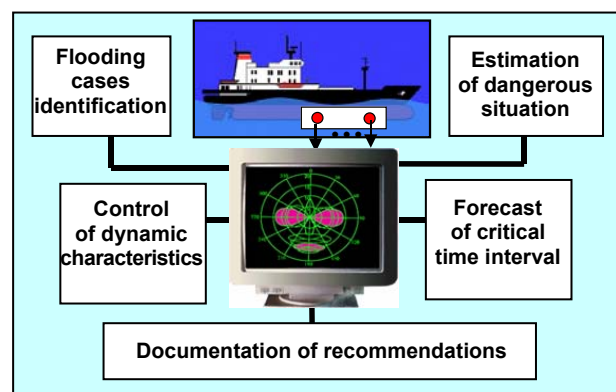 Flooding
cases
identification
Estimation
of dangerous
situation
Control
of dynamic
characteristics
Forecast
of critical
time interval
Documentation of recommendations